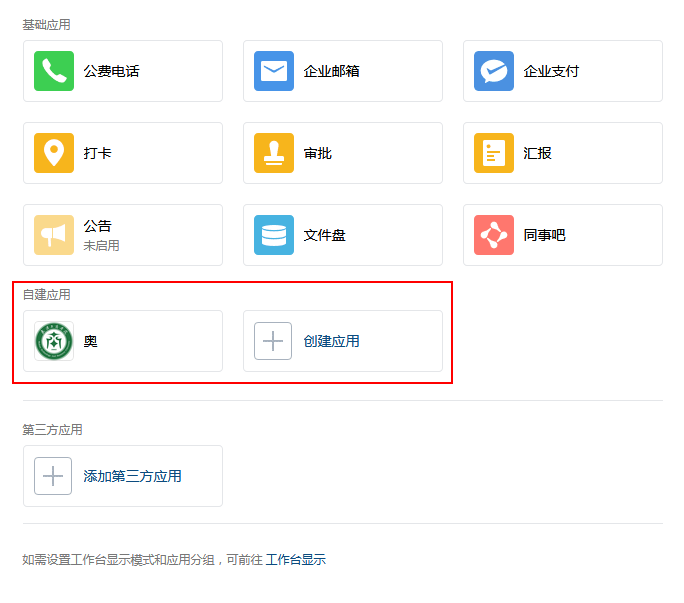 基础应用
公费电话
企业邮箱
企业支付
打卡
审批
汇报
公告
未启用
文件盘
同事吧
自建应用
奥
创建应用
第三方应用
添加第三方应用
如需设置工作台显示模式和应用分组，可前往 工作台显示